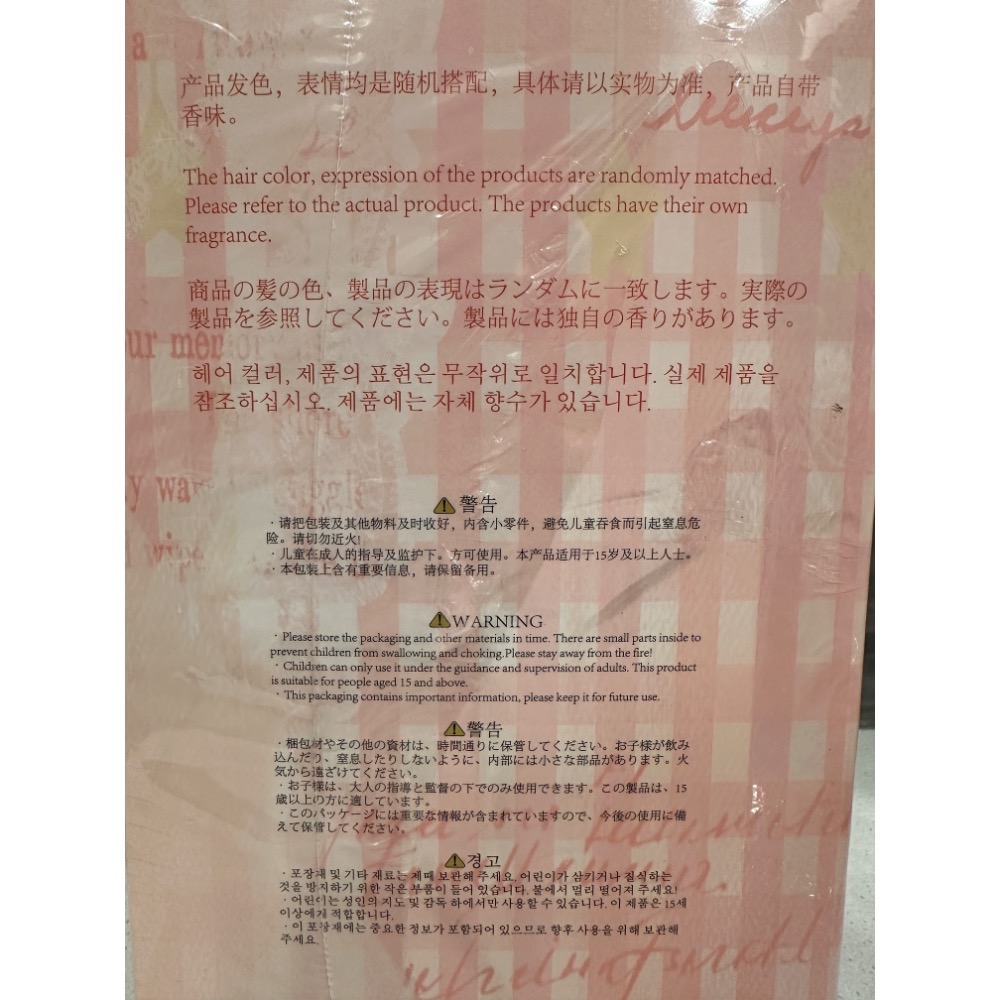 产品发色，表情均是随机搭配，具体请以实物为准，产品自带
香味。
The hair color, expression of the products are randomly matched.
Please refer to the actual product. The products have their own
fragrance.
商品の髪の色、製品の表現はランダムに一致します。実際の
製品を参照してください。製品には独自の香りがあります。
헤어 컬러, 제품의 표현은 무작위로 일치합니다. 실제 제품을
참조하십시오. 제품에는 자체 향수가 있습니다.
警告
· 请把包装及其他物料及时收好，内含小零件，避免儿童吞食而引起窒息危
险。请切勿近火!
· 儿童在成人的指导及监护下。方可使用。本产品适用于15岁及以上人士。
· 本包装上含有重要信息，请保留备用。
WARNING
· Please store the packaging and other materials in time. There are small parts inside to
prevent children from swallowing and choking.Please stay away from the fire!
· Children can only use it under the guidance and supervision of adults. This product
is suitable for people aged 15 and above.
· This packaging contains important information, please keep it for future use.
警告
· 梱包材やその他の資材は、時間通りに保管してください。お子様が飲み
込んだり、窒息したりしないように、内部には小さな部品があります。火
気から遠ざけてください。
· お子様は、大人の指導と監督の下でのみ使用できます。この製品は、15
歳以上の方に適しています。
· このパッケージには重要な情報が含まれていますので、今後の使用に備
えて保管してください。
경고
· 포장재 및 기타 재료는 제때 보관해 주세요. 어린이가 삼키거나 질식하는
것을 방지하기 위한 작은 부품이 들어 있습니다. 불에서 멀리 떨어져 주세요!
· 어린이는 성인의 지도 및 감독 하에서만 사용할 수 있습니다. 이 제품은 15세
이상에게 적합합니다.
· 이 포장재에는 중요한 정보가 포함되어 있으므로 향후 사용을 위해 보관해
주세요.